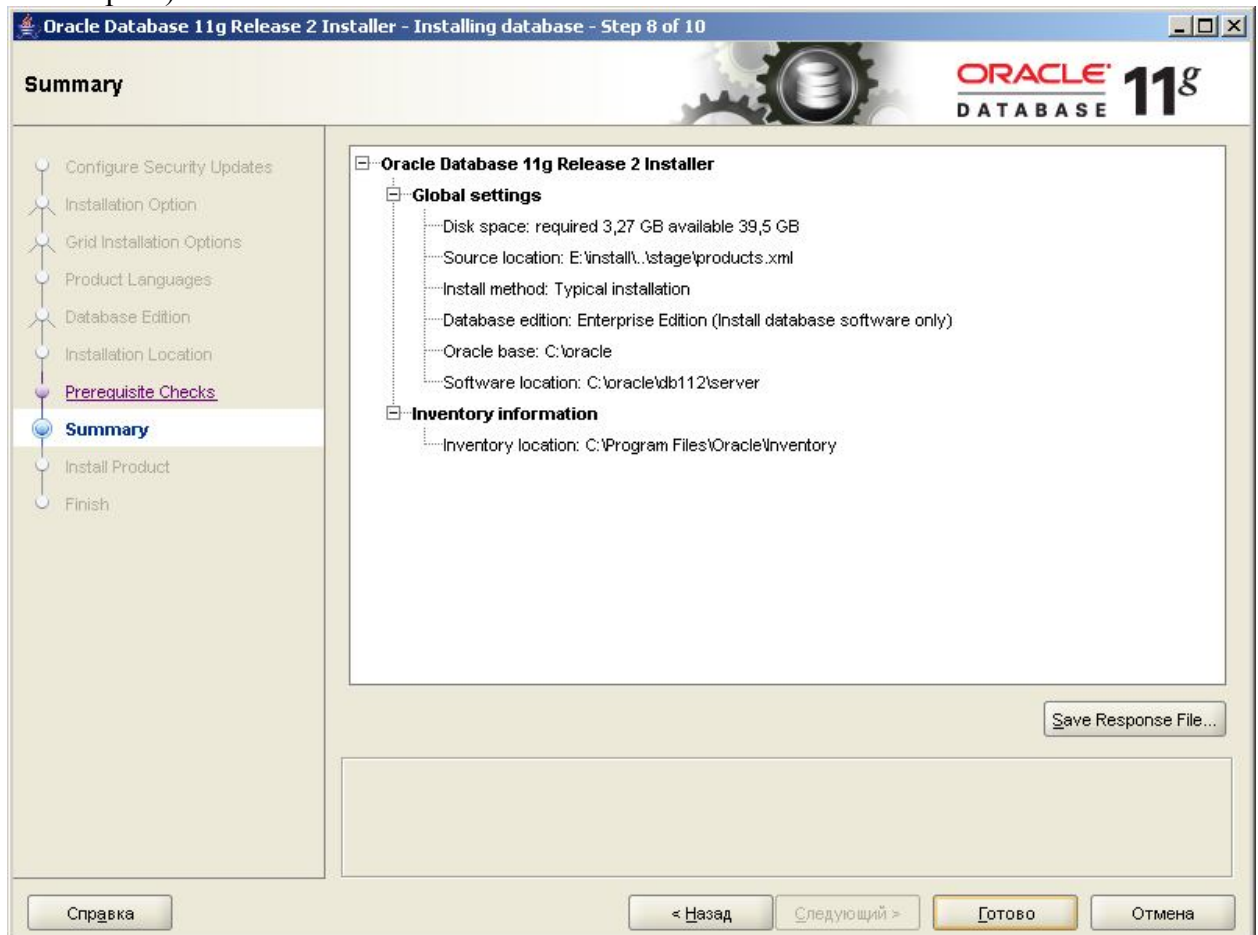 Oracle Database 11g Release 2 Installer - Installing database - Step 8 of 10
Summary
ORACLE
DATABASE
11g
Configure Security Updates
Installation Option
Grid Installation Options
Product Languages
Database Edition
Installation Location
Prerequisite Checks
Summary
Install Product
Finish
Oracle Database 11g Release 2 Installer
Global settings
Disk space: required 3,27 GB available 39,5 GB
Source location: E:\install\..\stage\products.xml
Install method: Typical installation
Database edition: Enterprise Edition (Install database software only)
Oracle base: C:\oracle
Software location: C:\oracle\db112\server
Inventory information
Inventory location: C:\Program Files\Oracle\Inventory
Save Response File...
Справка
< Назад
Следующий >
Готово
Отмена